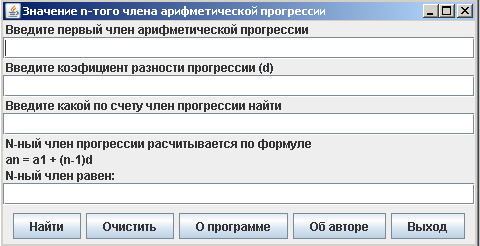 Значение n-того члена арифметической прогрессии
Введите первый член арифметической прогрессии
Введите коэфициент разности прогрессии (d)
Введите какой по счету член прогрессии найти
N-ный член прогрессии расчитывается по формуле
an = a1 + (n-1)d
N-ный член равен:
Найти Очистить О программе Об авторе Выход